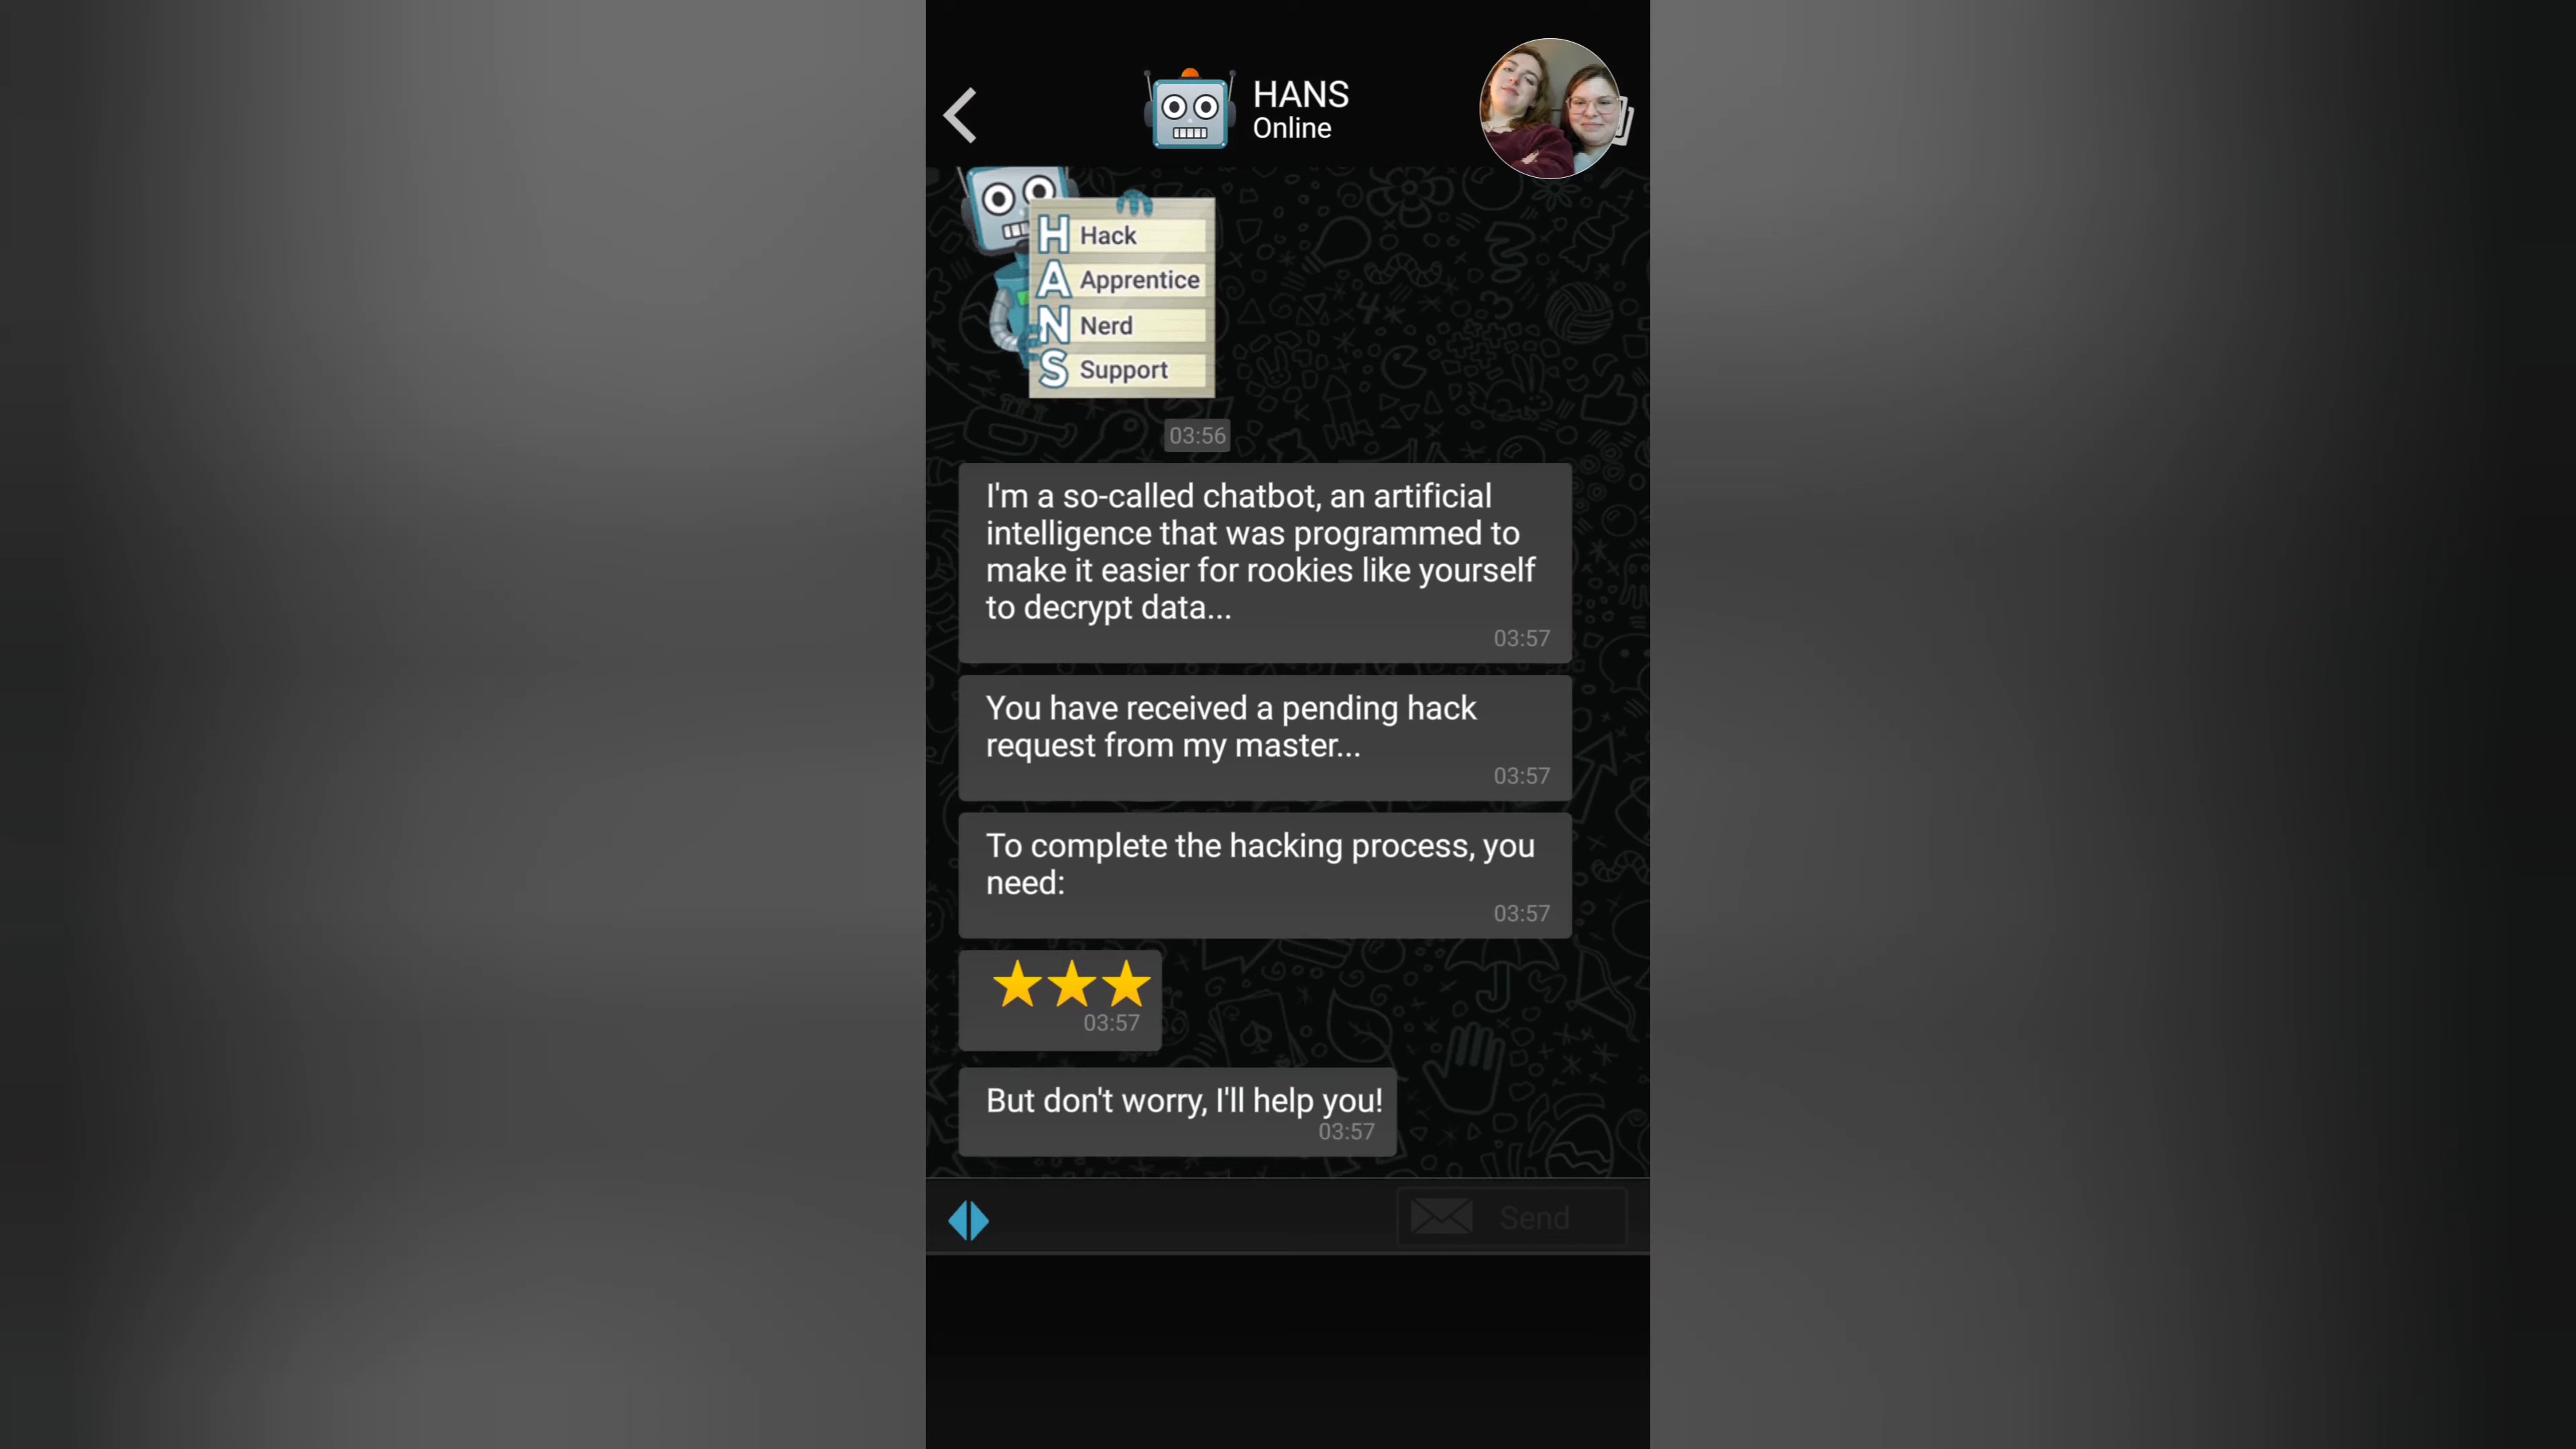 HANS
Online
H Hack
A Apprentice
N Nerd
S Support
03:56
I'm a so-called chatbot, an artificial
intelligence that was programmed to
make it easier for rookies like yourself
to decrypt data...
03:57
You have received a pending hack
request from my master...
03:57
To complete the hacking process, you
need:
03:57
03:57
But don't worry, I'll help you!
03:57
Send